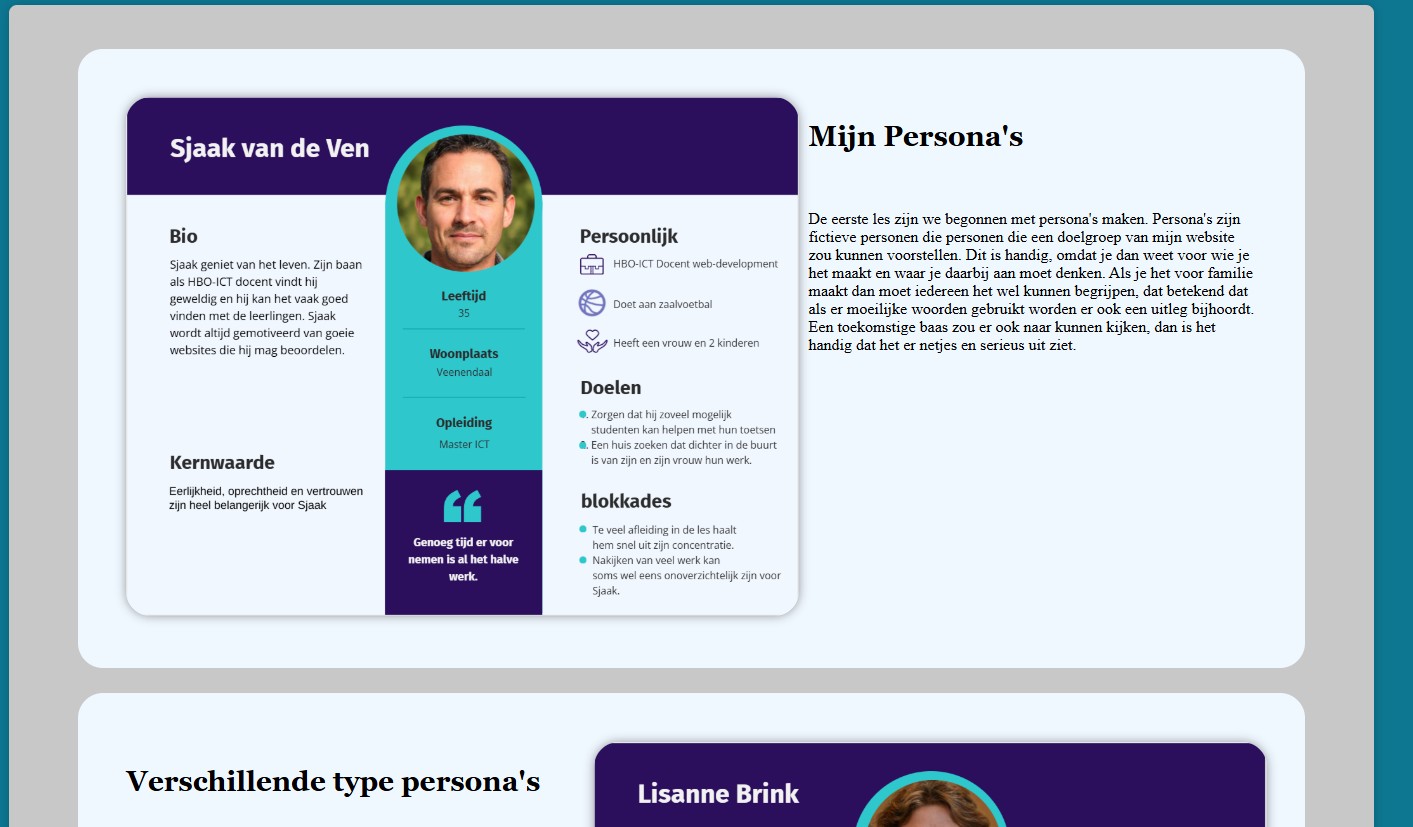 Sjaak van de Ven
Bio
Sjaak geniet van het leven. Zijn baan
als HBO-ICT docent vindt hij
geweldig en hij kan het vaak goed
vinden met de leerlingen. Sjaak
wordt altijd gemotiveerd van goeie
websites die hij mag beoordelen.
Kernwaarde
Eerlijkheid, oprechtheid en vertrouwen
zijn heel belangerijk voor Sjaak
Leeftijd
35
Woonplaats
Veenendaal
Opleiding
Master ICT
Genoeg tijd er voor
nemen is al het halve
werk.
Persoonlijk
HBO-ICT Docent web-development
Doet aan zaalvoetbal
Heeft een vrouw en 2 kinderen
Doelen
Zorgen dat hij zoveel mogelijk
studenten kan helpen met hun toetsen
Een huis zoeken dat dichter in de buurt
is van zijn en zijn vrouw hun werk.
blokkades
Te veel afleiding in de les haalt
hem snel uit zijn concentratie.
Nakijken van veel werk kan
soms wel eens onoverzichtelijk zijn voor
Sjaak.
Mijn Persona's
De eerste les zijn we begonnen met persona's maken. Persona's zijn
fictieve personen die personen die een doelgroep van mijn website
zou kunnen voorstellen. Dit is handig, omdat je dan weet voor wie je
het maakt en waar je daarbij aan moet denken. Als je het voor familie
maakt dan moet iedereen het wel kunnen begrijpen, dat betekend dat
als er moeilijke woorden gebruikt worden er ook een uitleg bijhoordt.
Een toekomstige baas zou er ook naar kunnen kijken, dan is het
handig dat het er netjes en serieus uit ziet.
Verschillende type persona's
Lisanne Brink